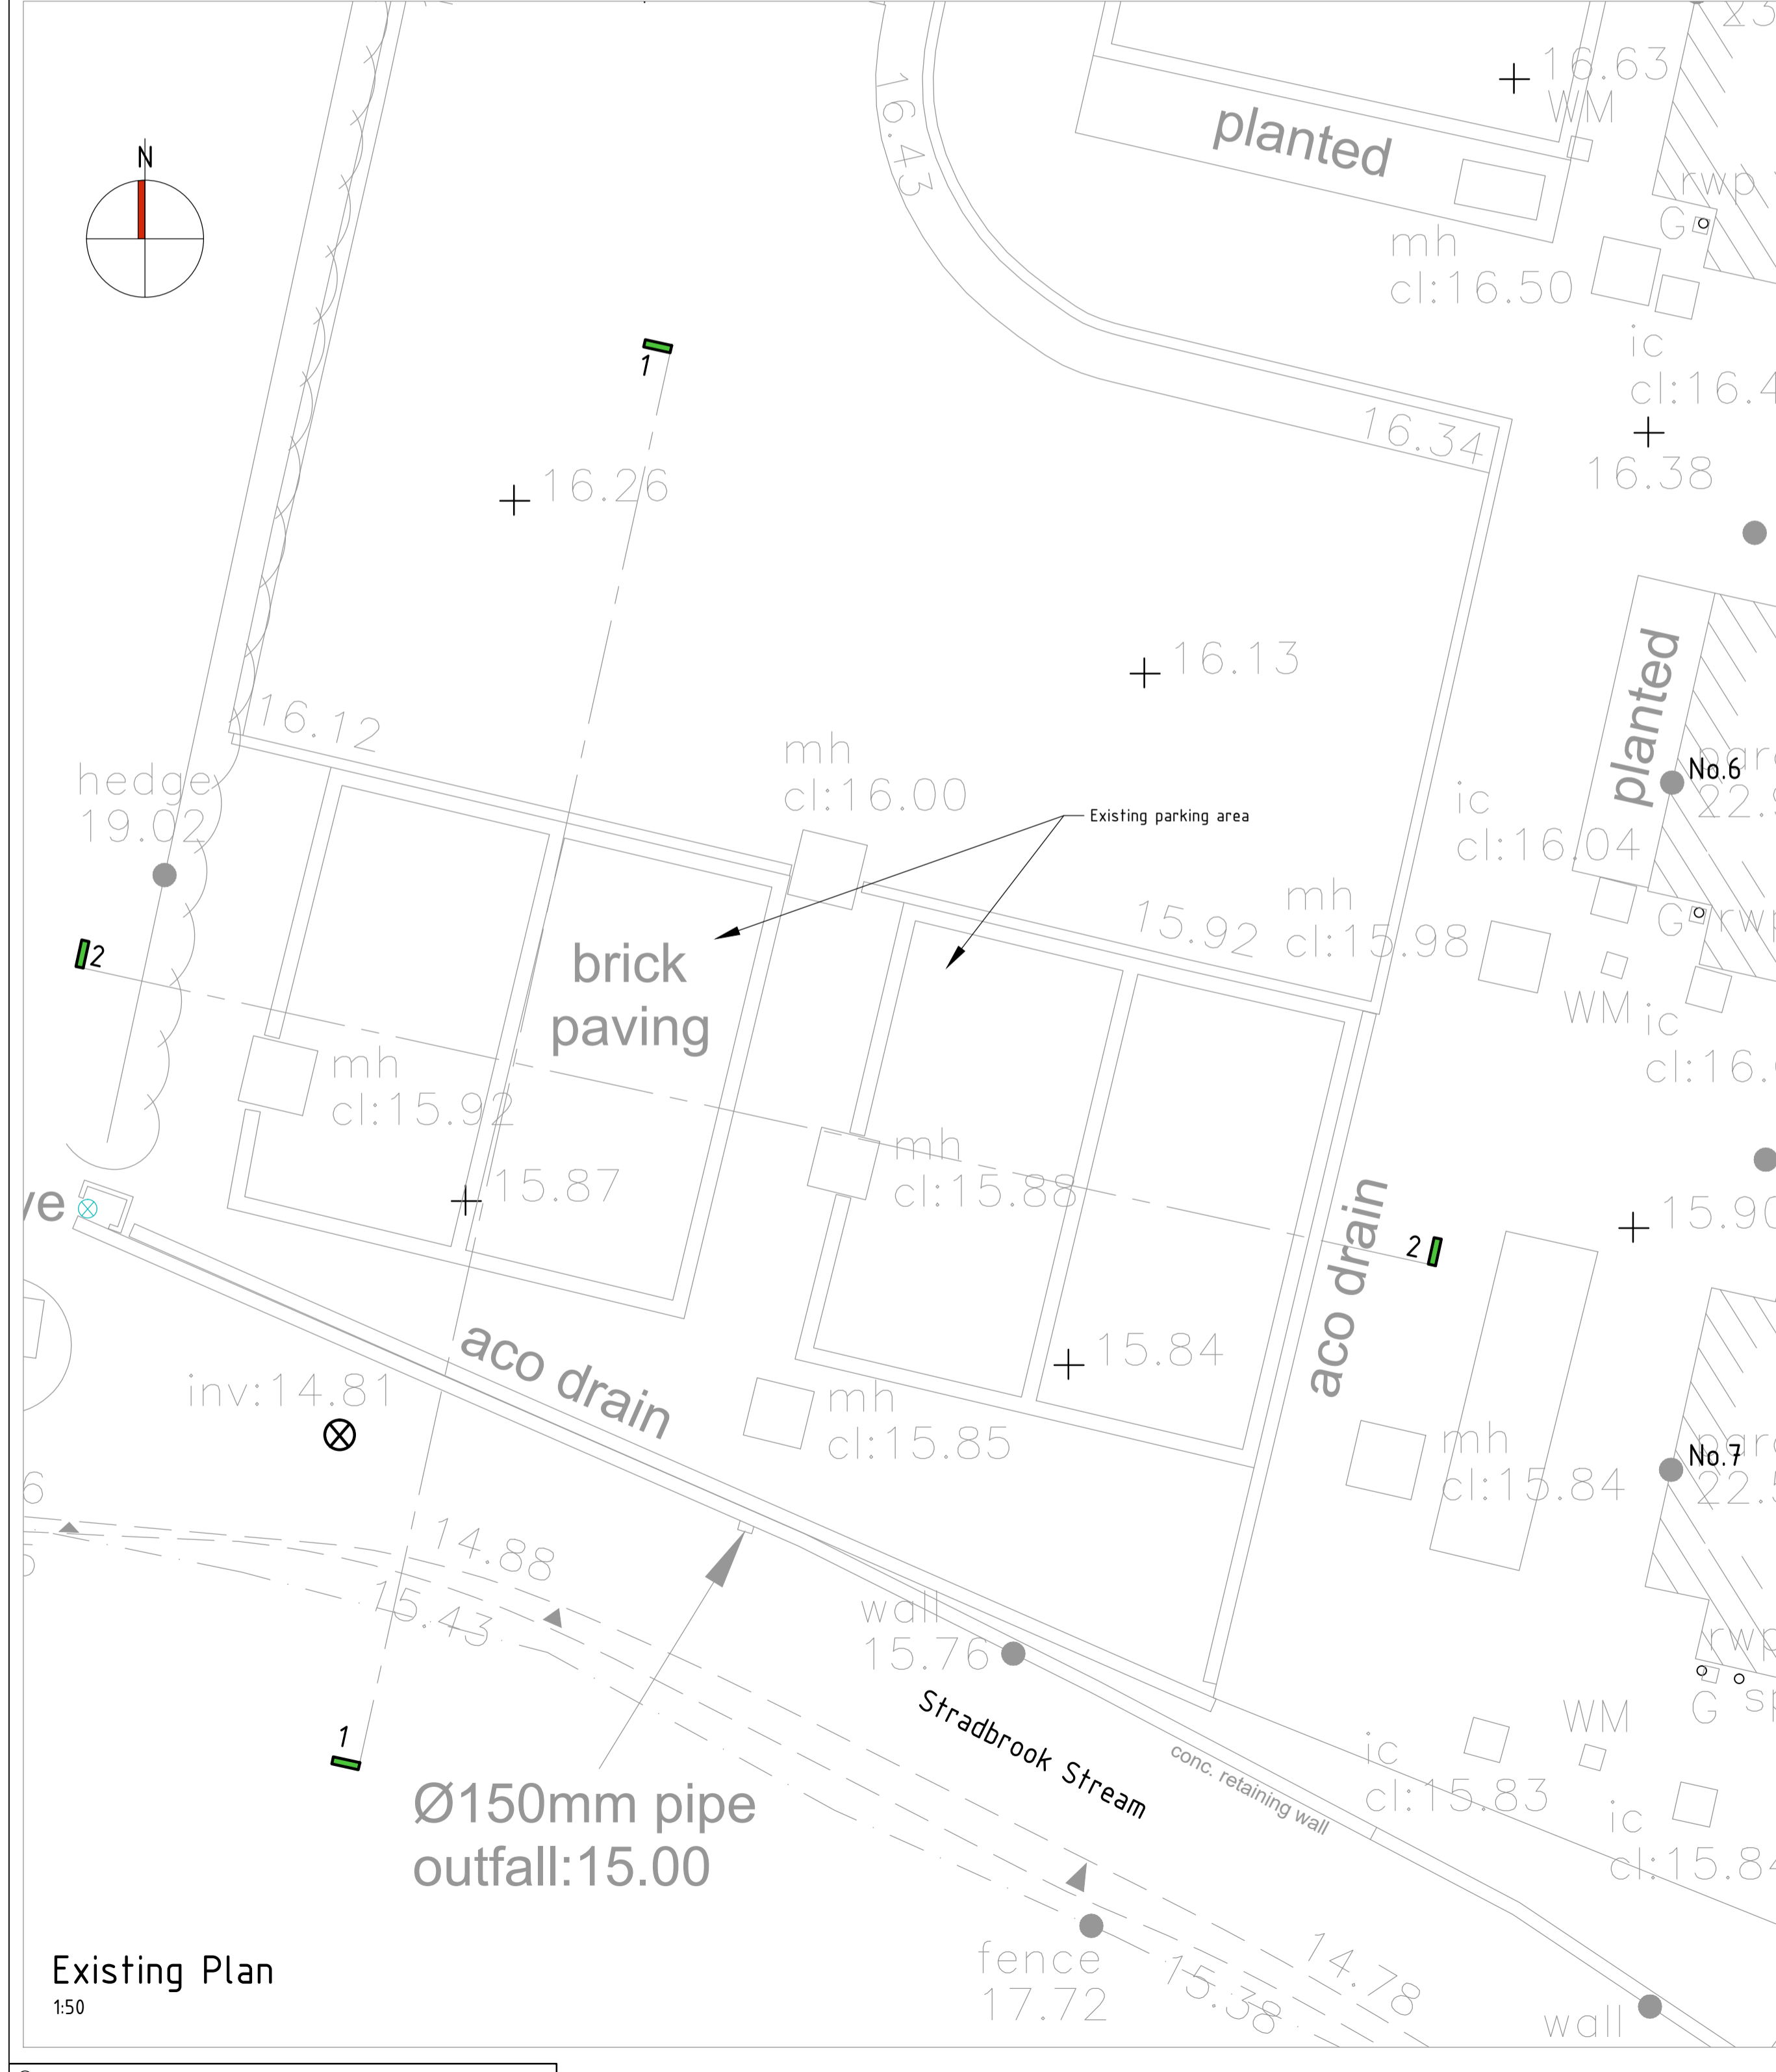 16.63
WM
16.43
planted
N
rwp
G
mh
cl:16.50
ic
1
16.34
16.38
16.26
16.13
planted
16.12
mh
cl:16.00
hedge
19.02
No.6
ic
cl:16.04
Existing parking area
mh
cl:15.98
15.92
G
rwp
2
brick
paving
WM
ic
mh
cl:15.92
mh
cl:15.88
15.87
aco drain
2
15.84
aco drain
inv:14.81
mh
cl:15.85
mh
cl:15.84
No.7
14.88
15.43
wall
15.76
Stradbrook Stream
conc. retaining wall
1
Ø150mm pipe
outfall:15.00
WM
G
ic
cl:15.83
ic
cl:15.84
fence
17.72
15.38
14.78
wall
Existing Plan
1:50